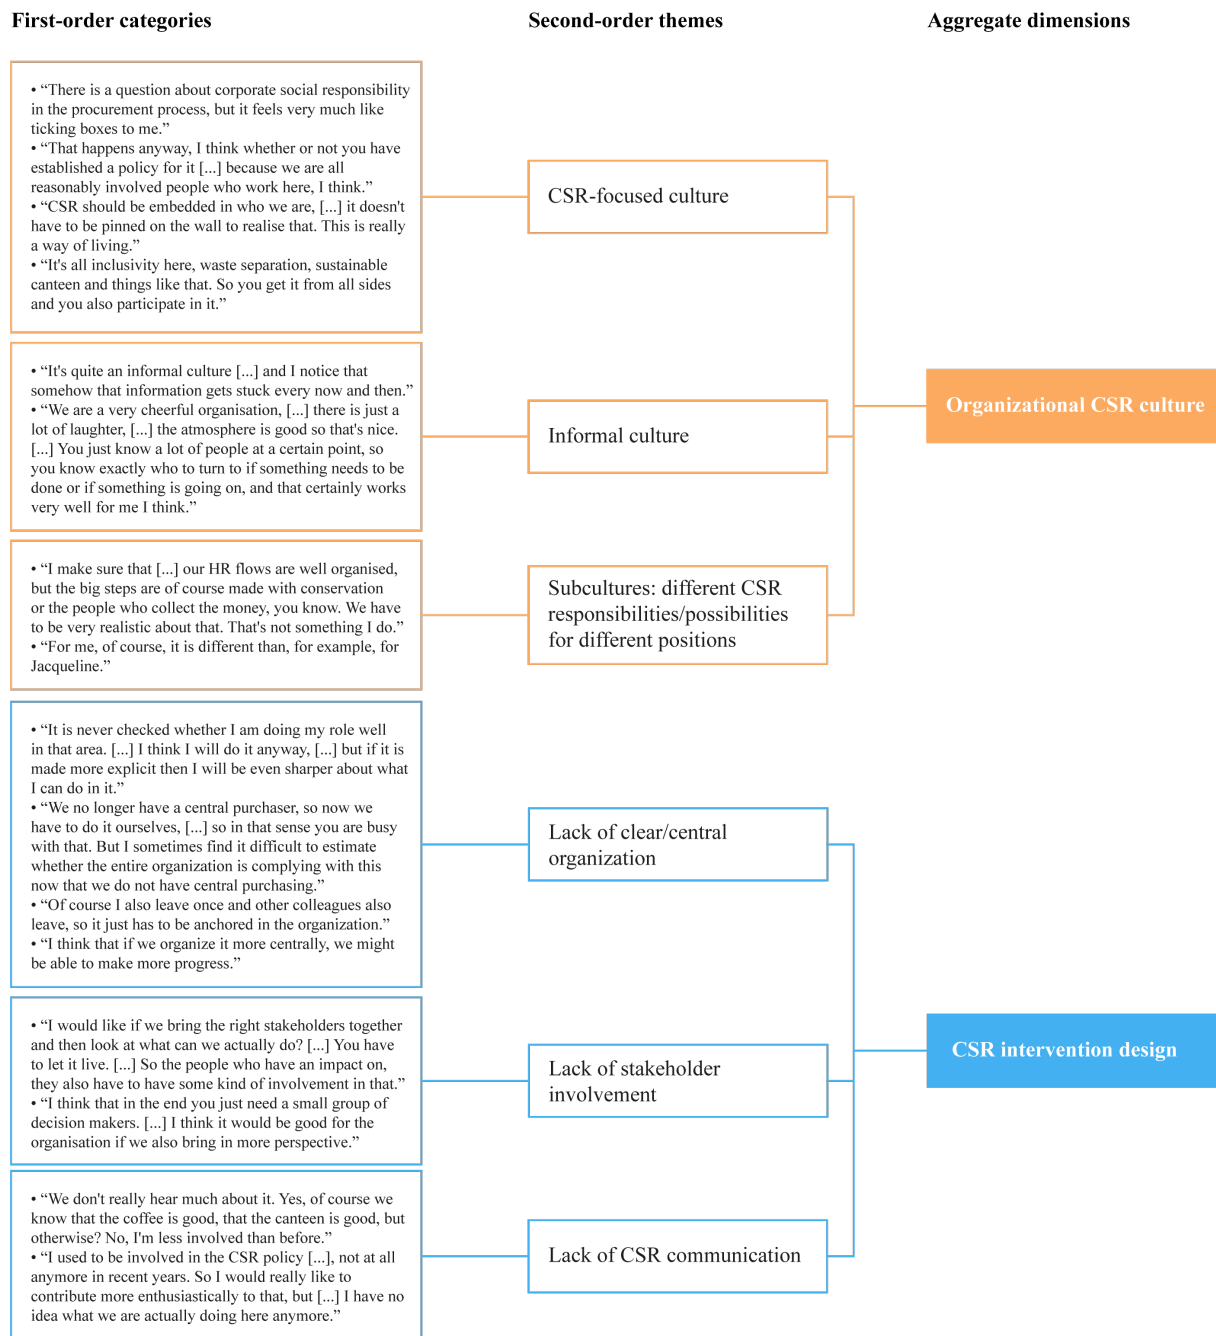 First-order categories
Second-order themes
Aggregate dimensions
• “There is a question about corporate social responsibility
in the procurement process, but it feels very much like
ticking boxes to me.”
• “That happens anyway, I think whether or not you have
established a policy for it [...] because we are all
reasonably involved people who work here, I think.”
• “CSR should be embedded in who we are, [...] it doesn't
have to be pinned on the wall to realise that. This is really
a way of living.”
• “It's all inclusivity here, waste separation, sustainable
canteen and things like that. So you get it from all sides
and you also participate in it.”
CSR-focused culture
• “It's quite an informal culture [...] and I notice that
somehow that information gets stuck every now and then.”
• “We are a very cheerful organisation, [...] there is just a
lot of laughter, [...] the atmosphere is good so that's nice.
[...] You just know a lot of people at a certain point, so
you know exactly who to turn to if something needs to be
done or if something is going on, and that certainly works
very well for me I think.”
Informal culture
Organizational CSR culture
• “I make sure that [...] our HR flows are well organised,
but the big steps are of course made with conservation
or the people who collect the money, you know. We have
to be very realistic about that. That's not something I do.”
• “For me, of course, it is different than, for example, for
Jacqueline.”
Subcultures: different CSR
responsibilities/possibilities
for different positions
• “It is never checked whether I am doing my role well
in that area. [...] I think I will do it anyway, [...] but if it is
made more explicit then I will be even sharper about what
I can do in it.”
• “We no longer have a central purchaser, so now we
have to do it ourselves, [...] so in that sense you are busy
with that. But I sometimes find it difficult to estimate
whether the entire organization is complying with this
now that we do not have central purchasing.”
• “Of course I also leave once and other colleagues also
leave, so it just has to be anchored in the organization.”
• “I think that if we organize it more centrally, we might
be able to make more progress.”
Lack of clear/central
organization
• “I would like if we bring the right stakeholders together
and then look at what can we actually do? [...] You have
to let it live. [...] So the people who have an impact on,
they also have to have some kind of involvement in that.”
• “I think that in the end you just need a small group of
decision makers. [...] I think it would be good for the
organisation if we also bring in more perspective.”
Lack of stakeholder
involvement
CSR intervention design
• “We don't really hear much about it. Yes, of course we
know that the coffee is good, that the canteen is good, but
otherwise? No, I'm less involved than before.”
• “I used to be involved in the CSR policy [...], not at all
anymore in recent years. So I would really like to
contribute more enthusiastically to that, but [...] I have no
idea what we are actually doing here anymore.”
Lack of CSR communication